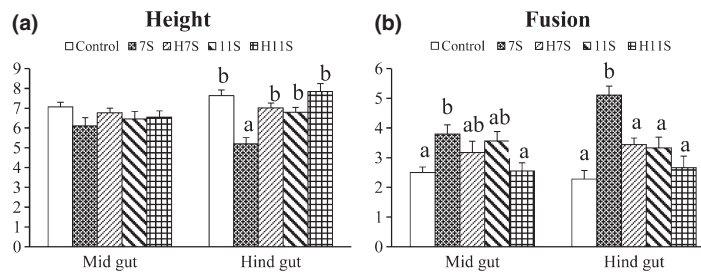 (a) Height
Control 7S H7S 11S H11S
9
8
7
6
5
4
3
2
1
0
b
a
b
b
b
Mid gut Hind gut
(b) Fusion
Control 7S H7S 11S H11S
6
5
4
3
2
1
0
a
b
ab
ab
a
a
b
a
a
a
Mid gut Hind gut